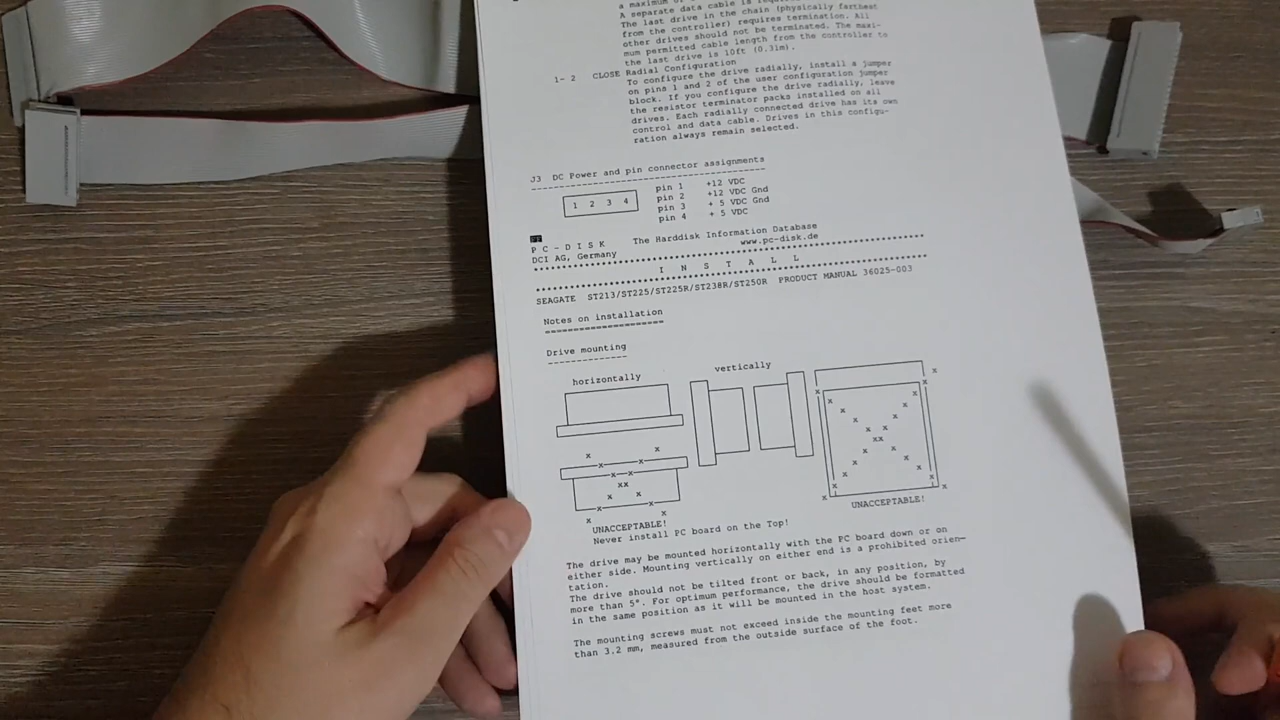 a maximum of
A separate data cable is
The last drive in the chain (physically farthest
from the controller) requires termination. All
other drives should not be terminated. The maxi-
mum permitted cable length from the controller to
the last drive is 10ft (0.3lm).
1- 2 CLOSE Radial Configuration
To configure the drive radially, install a jumper
on pins 1 and 2 of the user configuration jumper
block. If you configure the drive radially, leave
the resistor terminator packs installed on all
drives. Each radially connected drive has its own
control and data cable. Drives in this configu-
ration always remain selected.
J3 DC Power and pin connector assignments
1 2 3 4
pin 1 +12 VDC
pin 2 +12 VDC Gnd
pin 3 + 5 VDC Gnd
pin 4 + 5 VDC
P C - D I S K The Harddisk Information Database
DCI AG, Germany www.pc-disk.de
I N S T A L L
SEAGATE ST213/ST225/ST225R/ST238R/ST250R PRODUCT MANUAL 36025-003
Notes on installation
=====================
Drive mounting
--------------
horizontally vertically
UNACCEPTABLE! UNACCEPTABLE!
Never install PC board on the Top!
The drive may be mounted horizontally with the PC board down or on
either side. Mounting vertically on either end is a prohibited orien-
tation.
The drive should not be tilted front or back, in any position, by
more than 5°. For optimum performance, the drive should be formatted
in the same position as it will be mounted in the host system.
The mounting screws must not exceed inside the mounting feet more
than 3.2 mm, measured from the outside surface of the foot.